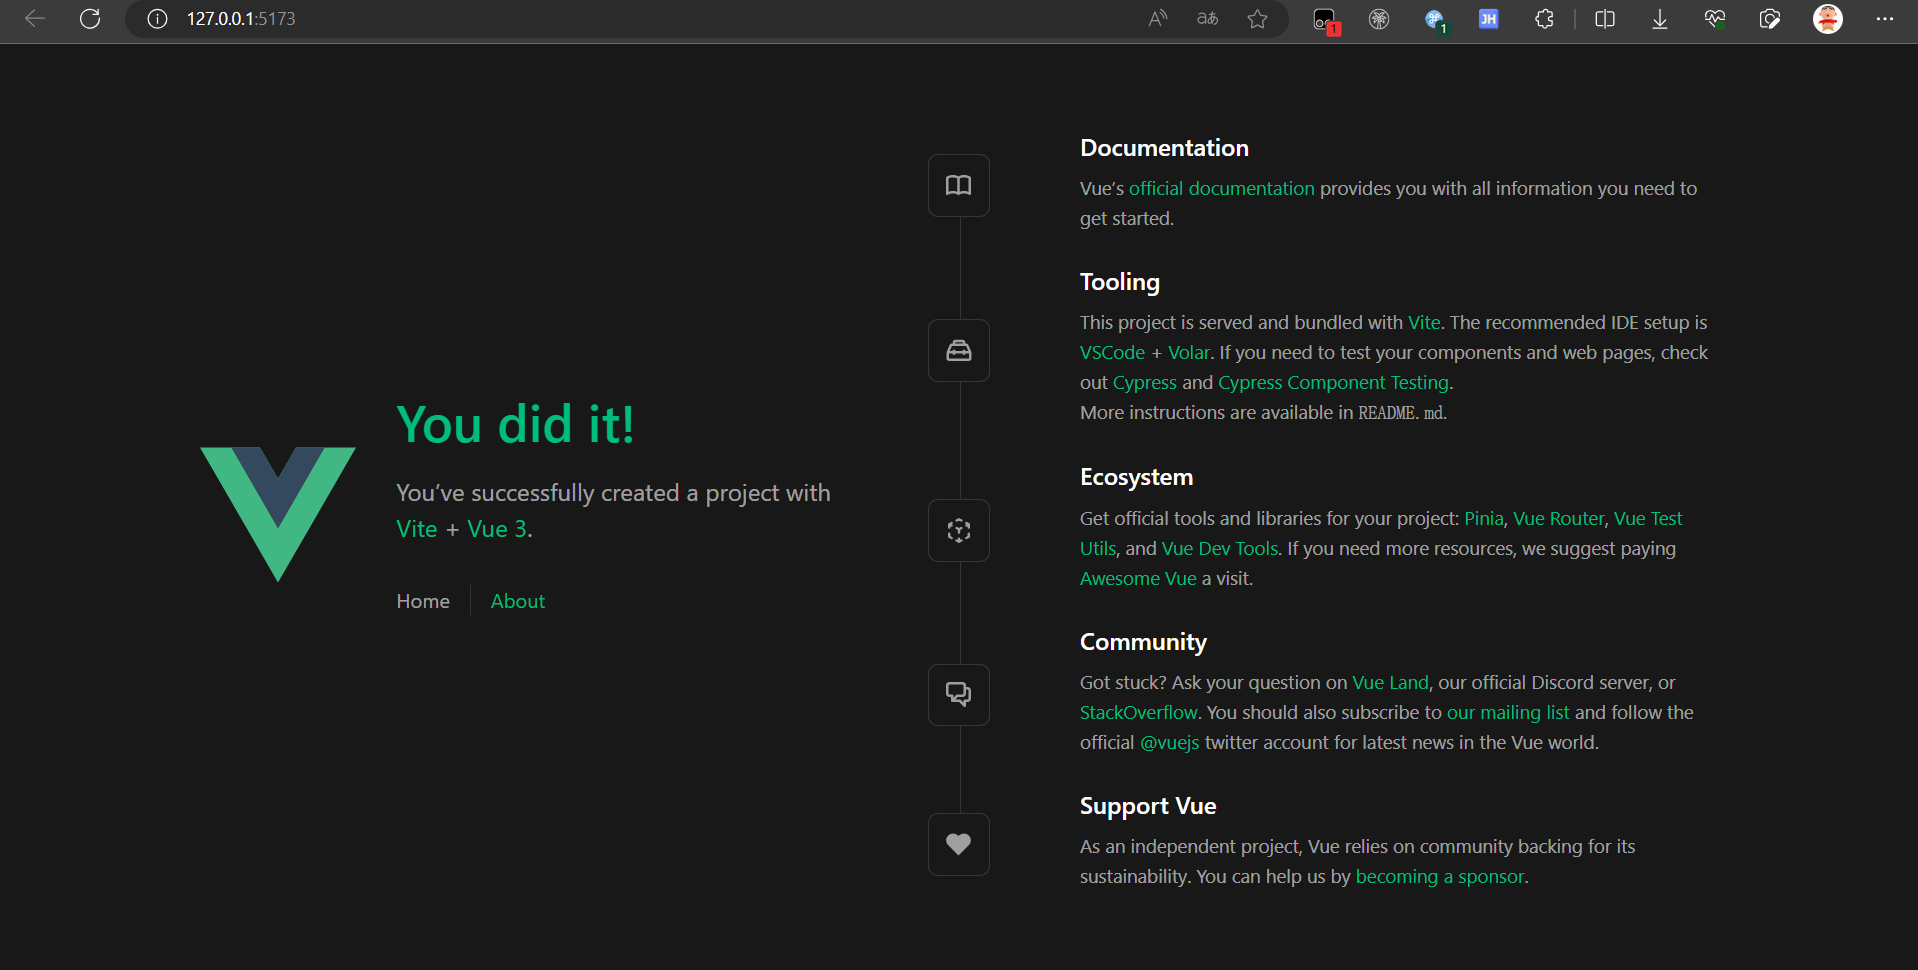 127.0.0.1:5173
A
aあ
1
1
JH
You did it!
You’ve successfully created a project with
Vite + Vue 3.
Home
About
Documentation
Vue’s official documentation provides you with all information you need to
get started.
Tooling
This project is served and bundled with Vite. The recommended IDE setup is
VSCode + Volar. If you need to test your components and web pages, check
out Cypress and Cypress Component Testing.
More instructions are available in README.md.
Ecosystem
Get official tools and libraries for your project: Pinia, Vue Router, Vue Test
Utils, and Vue Dev Tools. If you need more resources, we suggest paying
Awesome Vue a visit.
Community
Got stuck? Ask your question on Vue Land, our official Discord server, or
StackOverflow. You should also subscribe to our mailing list and follow the
official @vuejs twitter account for latest news in the Vue world.
Support Vue
As an independent project, Vue relies on community backing for its
sustainability. You can help us by becoming a sponsor.